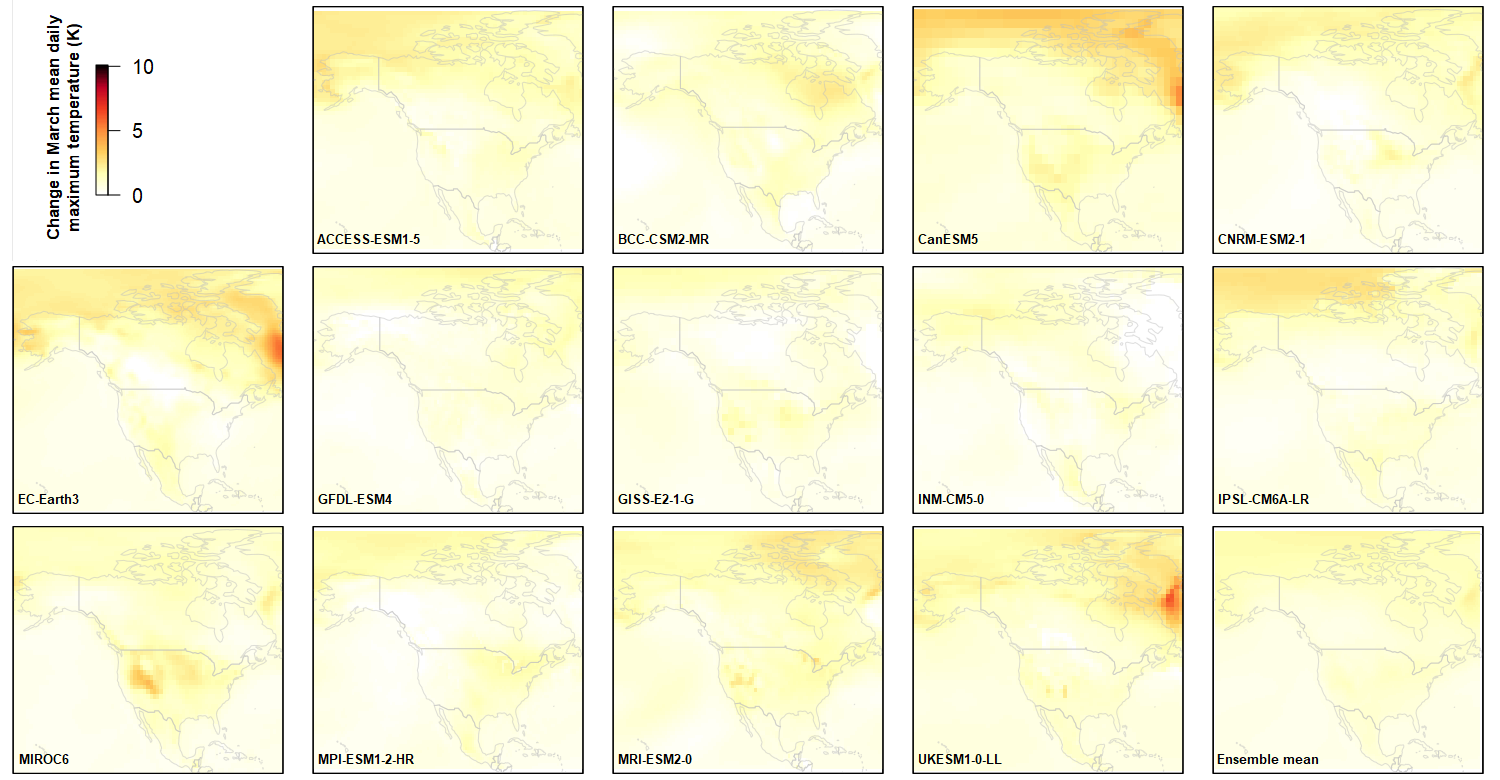 Change in March mean daily
maximum temperature (K)
10
5
0
ACCESS-ESM1-5
BCC-CSM2-MR
CanESM5
CNRM-ESM2-1
EC-Earth3
GFDL-ESM4
GISS-E2-1-G
INM-CM5-0
IPSL-CM6A-LR
MIROC6
MPI-ESM1-2-HR
MRI-ESM2-0
UKESM1-0-LL
Ensemble mean